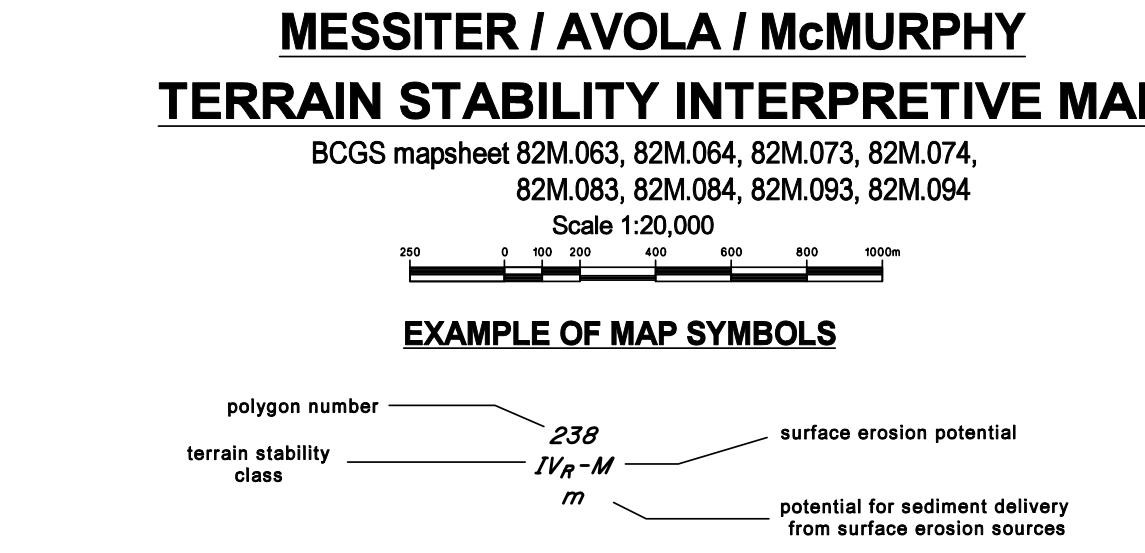 MESSITER / AVOLA / McMURPHY
TERRAIN STABILITY INTERPRETIVE
BCGS mapsheet 82M.063, 82M.064, 82M.073, 82M.074,
82M.083, 82M.084, 82M.093, 82M.094
Scale 1:20,000
250 0 100 200 400 600 800 1000m
EXAMPLE OF MAP SYMBOLS
polygon number
238
surface erosion potential
terrain stability
class
IVR-M
m
potential for sediment delivery
from surface erosion sources